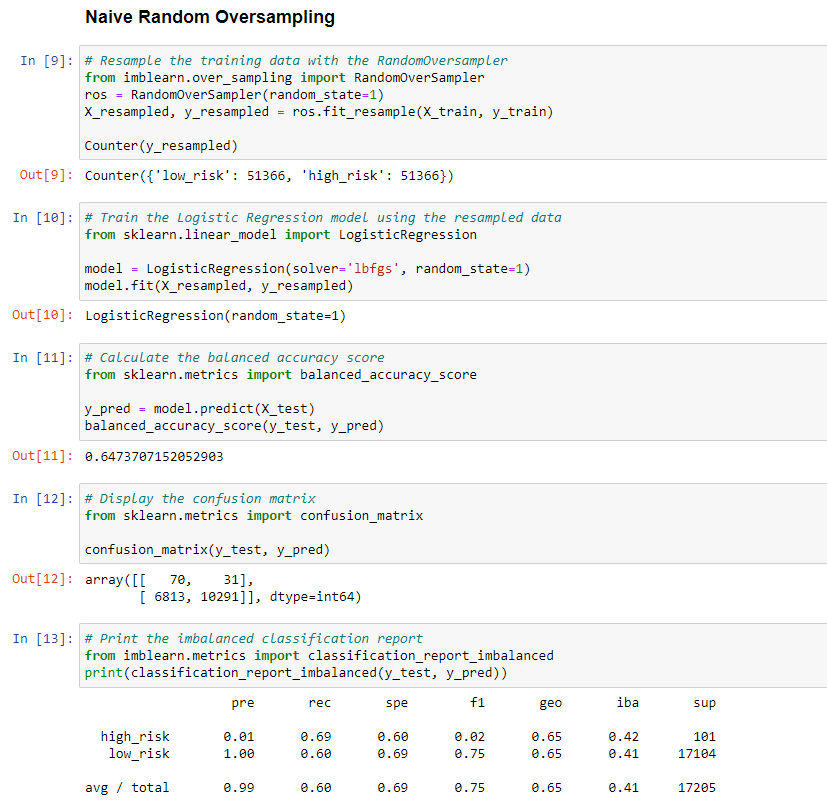 Naive Random Oversampling
In [9]:
# Resample the training data with the RandomOversampler
from imblearn.over_sampling import RandomOverSampler
ros = RandomOverSampler(random_state=1)
X_resampled, y_resampled = ros.fit_resample(X_train, y_train)
Counter(y_resampled)
Out[9]:
Counter({'low_risk': 51366, 'high_risk': 51366})
In [10]:
# Train the Logistic Regression model using the resampled data
from sklearn.linear_model import LogisticRegression
model = LogisticRegression(solver='lbfgs', random_state=1)
model.fit(X_resampled, y_resampled)
Out[10]:
LogisticRegression(random_state=1)
In [11]:
# Calculate the balanced accuracy score
from sklearn.metrics import balanced_accuracy_score
y_pred = model.predict(X_test)
balanced_accuracy_score(y_test, y_pred)
Out[11]:
0.6473707152052903
In [12]:
# Display the confusion matrix
from sklearn.metrics import confusion_matrix
confusion_matrix(y_test, y_pred)
Out[12]:
array([[   70,    31],
       [ 6813, 10291]], dtype=int64)
In [13]:
# Print the imbalanced classification report
from imblearn.metrics import classification_report_imbalanced
print(classification_report_imbalanced(y_test, y_pred))
pre rec spe f1 geo iba sup
high_risk 0.01 0.69 0.60 0.02 0.65 0.42 101
low_risk 1.00 0.60 0.69 0.75 0.65 0.41 17104
avg / total 0.99 0.60 0.69 0.75 0.65 0.41 17205